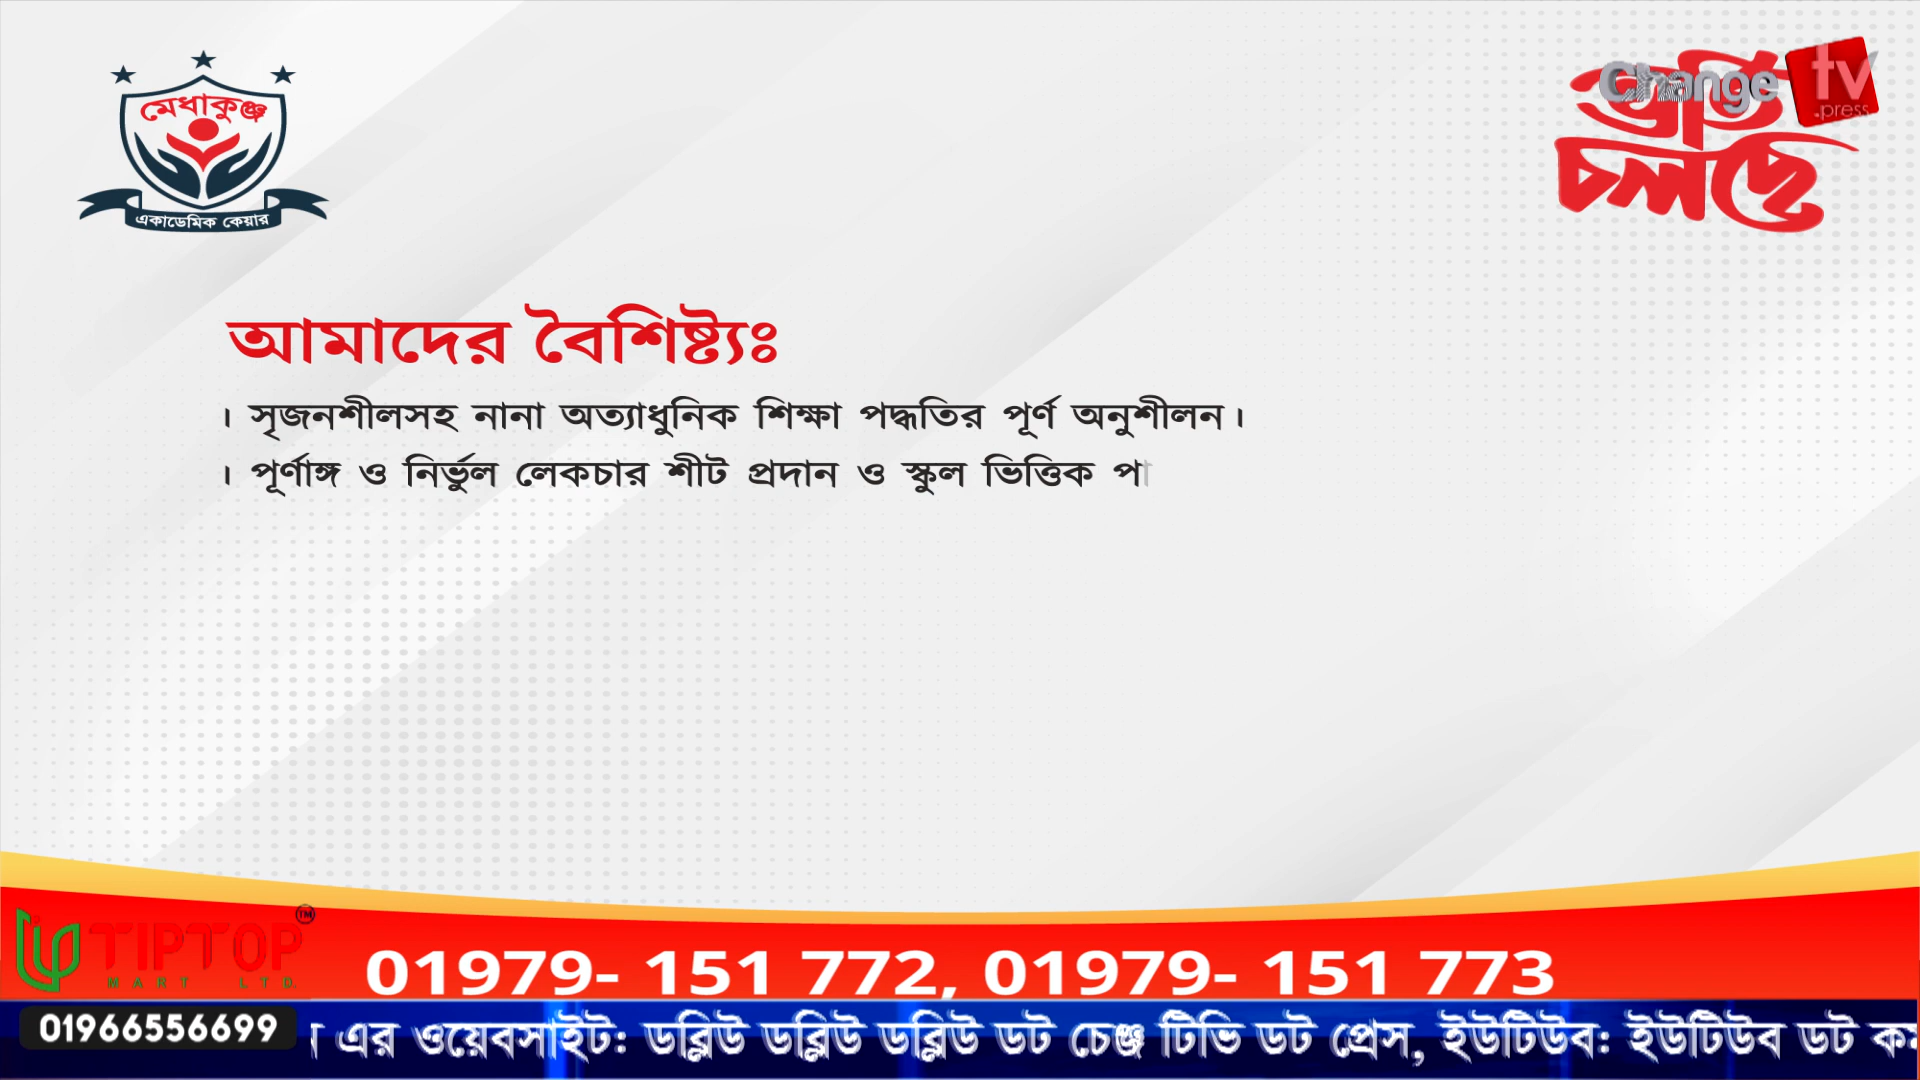 মেধাকুঞ্জ
একাডেমিক কেয়ার
ভর্তি
চলছে
Change tv
.press
আমাদের বৈশিষ্ট্যঃ
। সৃজনশীলসহ নানা অত্যাধুনিক শিক্ষা পদ্ধতির পূর্ণ অনুশীলন।
। পূর্ণাঙ্গ ও নির্ভুল লেকচার শীট প্রদান ও স্কুল ভিত্তিক পা
TIPTOP TM
MART LTD.
01979- 151 772, 01979- 151 773
01966556699
এর ওয়েবসাইট: ডব্লিউ ডব্লিউ ডব্লিউ ডট চেঞ্জ টিভি ডট প্রেস, ইউটিউব: ইউটিউব ডট